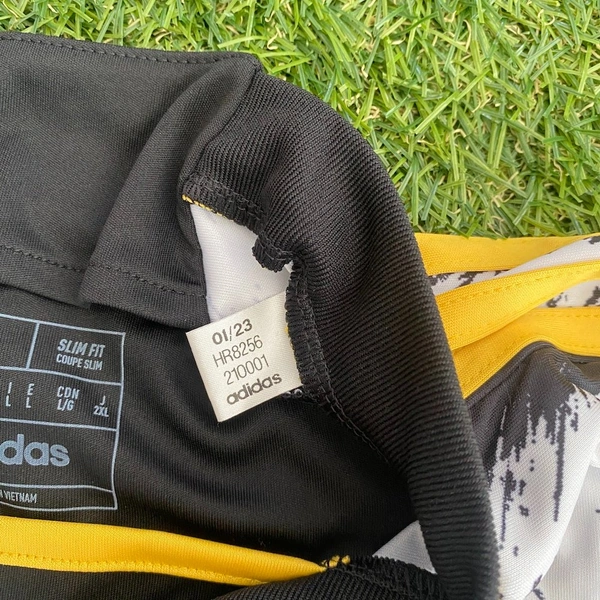 01/23
HR8256
210001
adidas
SLIM FIT
COUPE SLIM
E CDN J
L L/G 2XL
das
VIETNAM